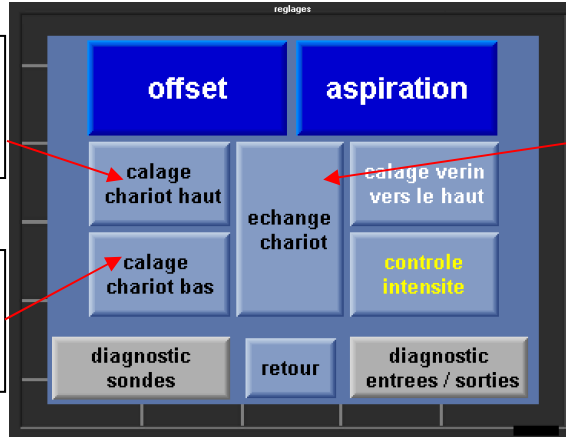 reglages
offset
aspiration
calage
chariot haut
echange
chariot
calage verin
vers le haut
calage
chariot bas
controle
intensite
diagnostic
sondes
retour
diagnostic
entrees / sorties